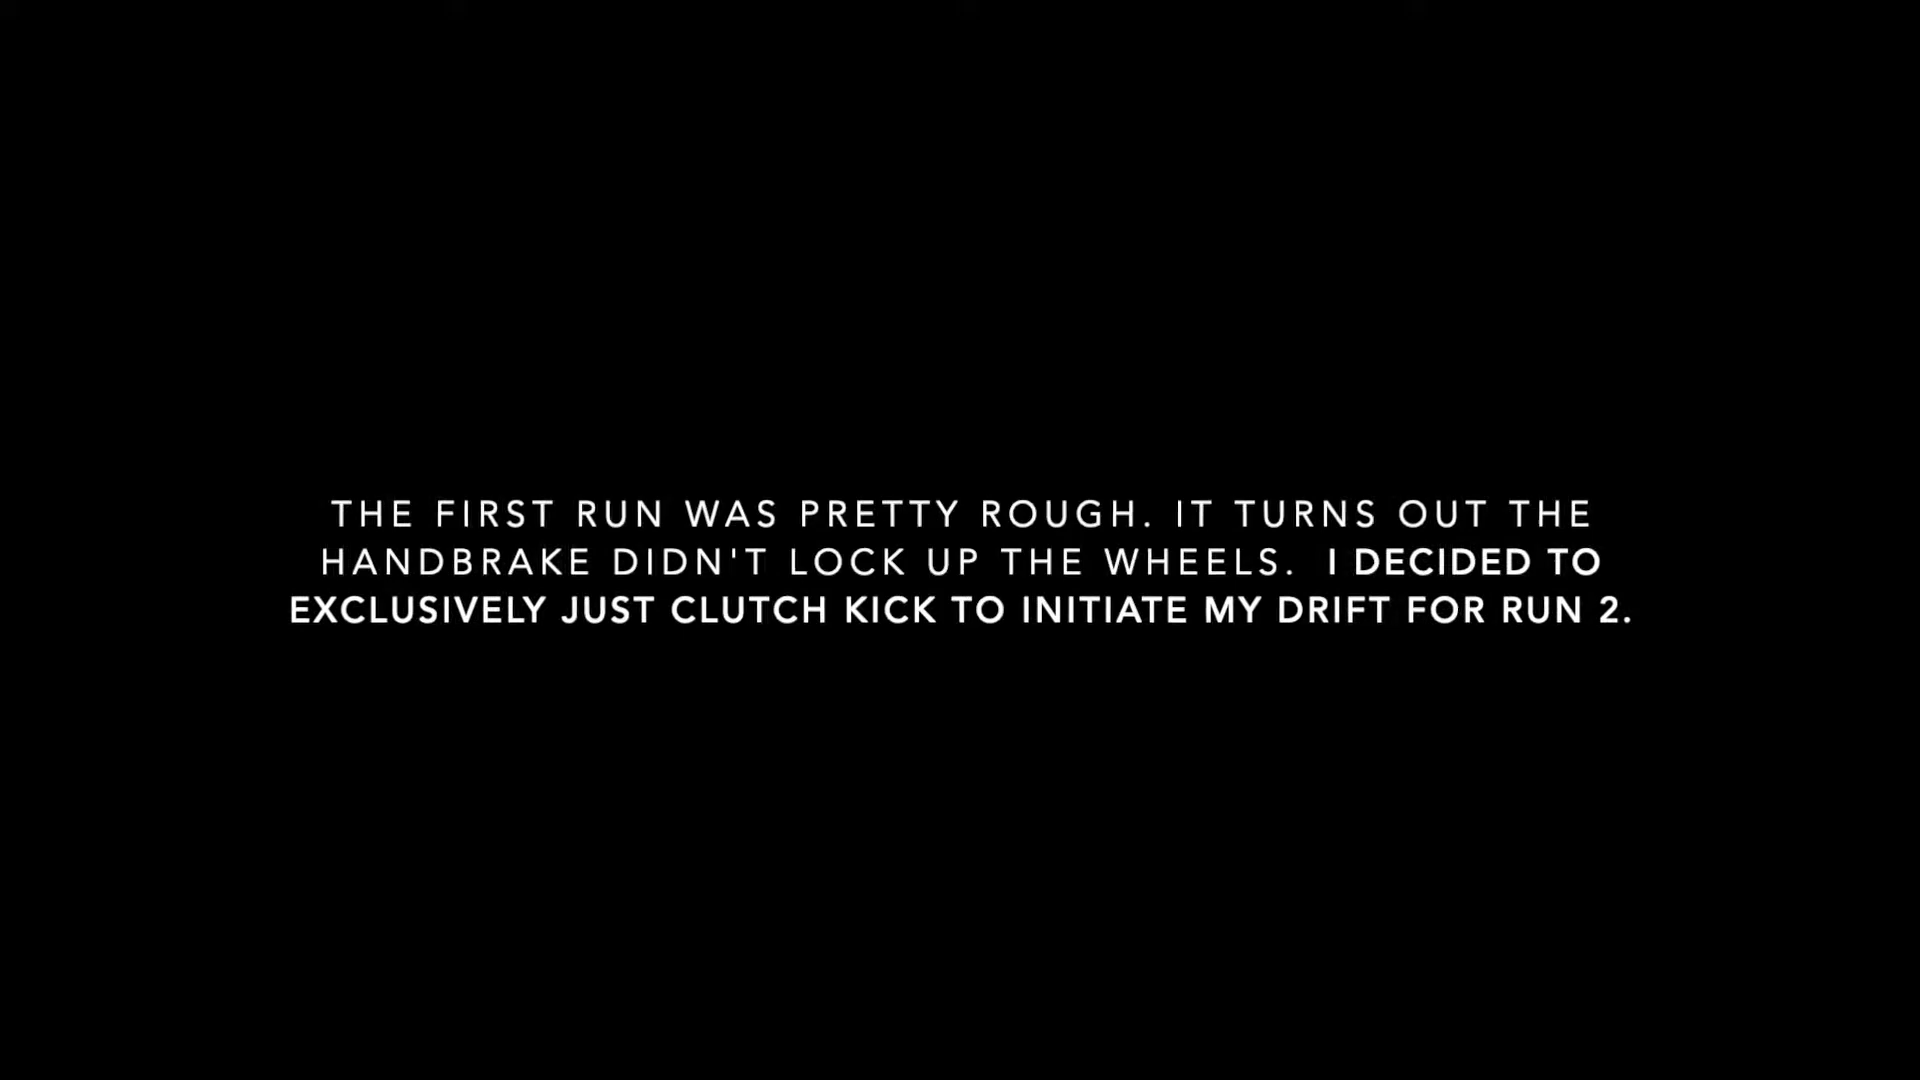 THE FIRST RUN WAS PRETTY ROUGH. IT TURNS OUT THE
HANDBRAKE DIDN'T LOCK UP THE WHEELS. I DECIDED TO
EXCLUSIVELY JUST CLUTCH KICK TO INITIATE MY DRIFT FOR RUN 2.